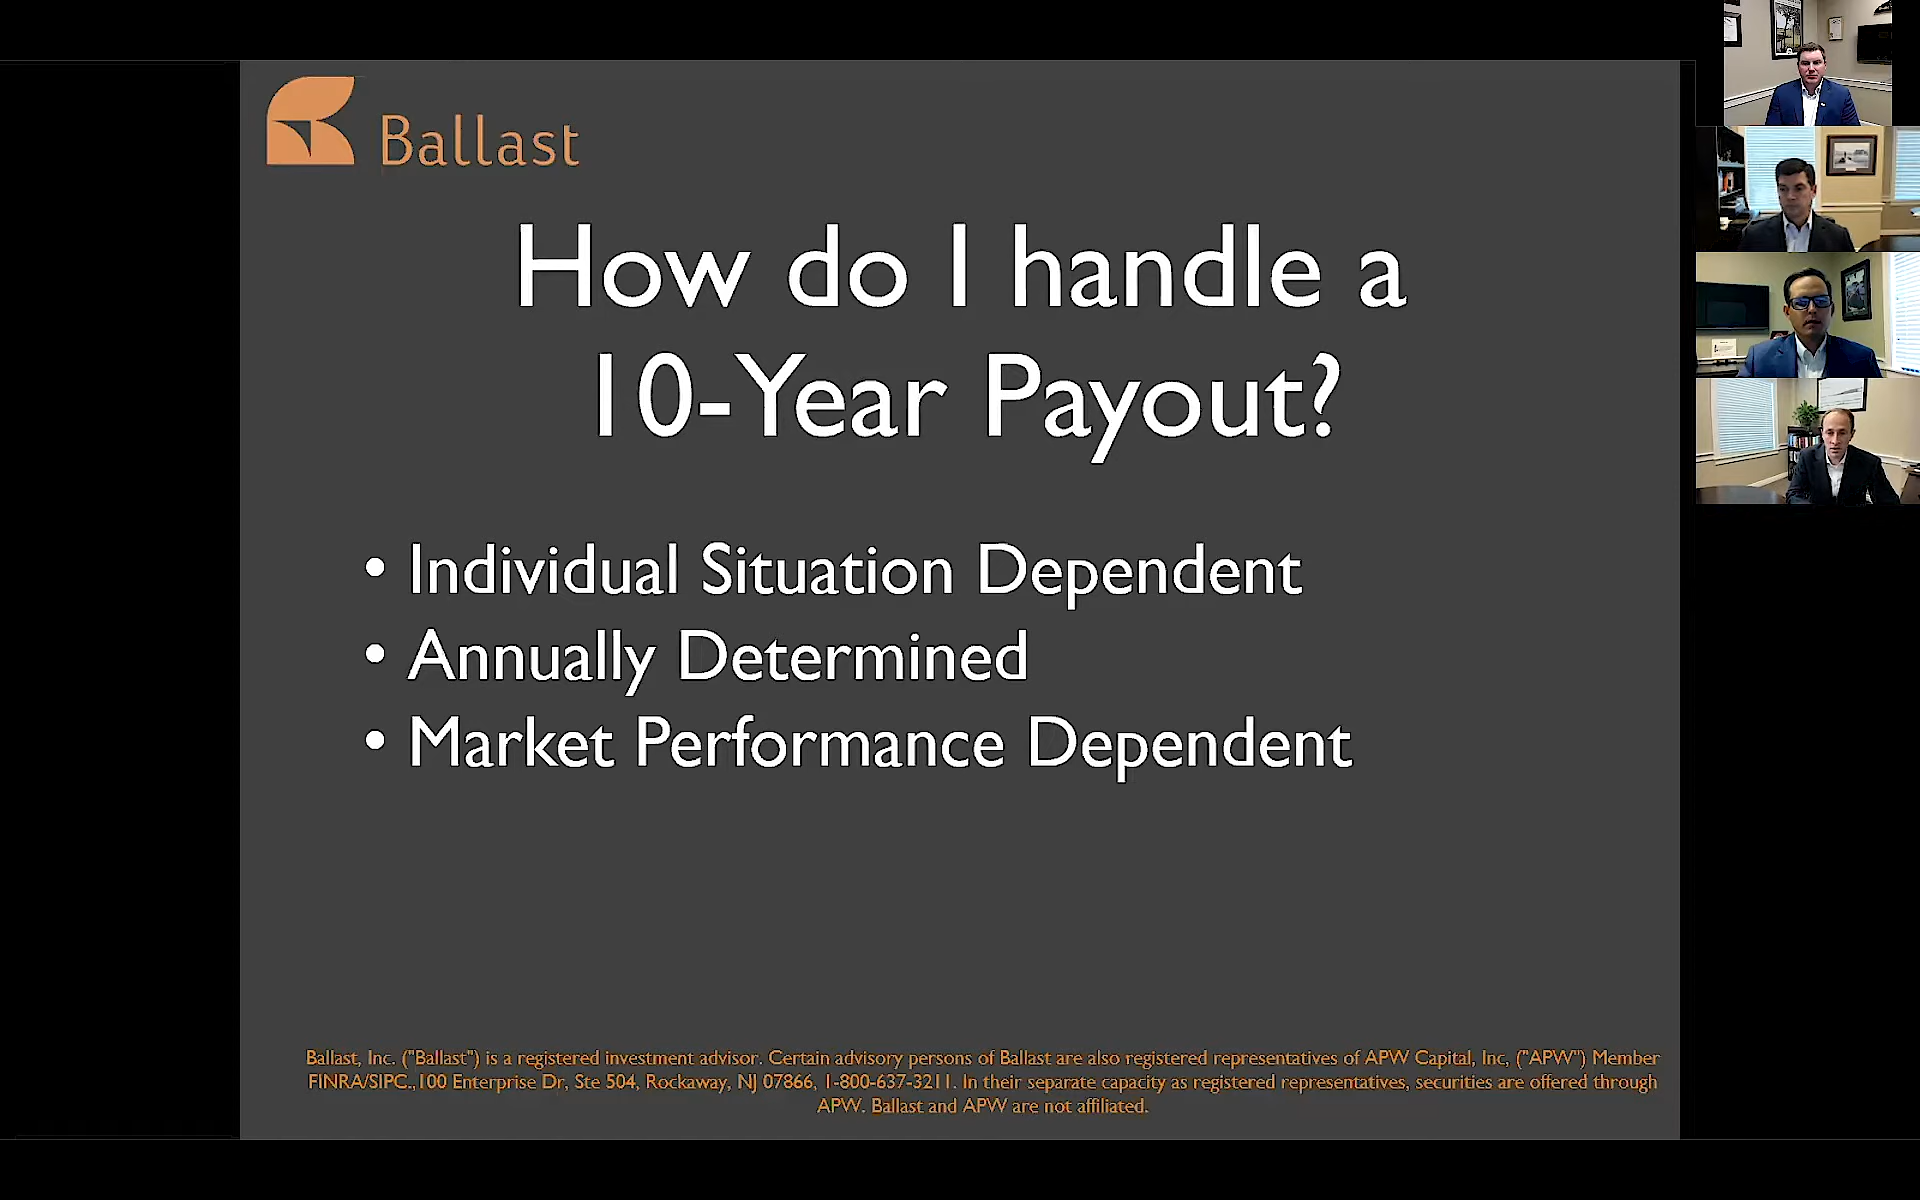 Ballast
How do I handle a
10-Year Payout?
• Individual Situation Dependent
• Annually Determined
• Market Performance Dependent
Ballast, Inc. ("Ballast") is a registered investment advisor. Certain advisory persons of Ballast are also registered representatives of APW Capital, Inc, ("APW") Member
FINRA/SIPC.,100 Enterprise Dr, Ste 504, Rockaway, NJ 07866, 1-800-637-3211. In their separate capacity as registered representatives, securities are offered through
APW. Ballast and APW are not affiliated.